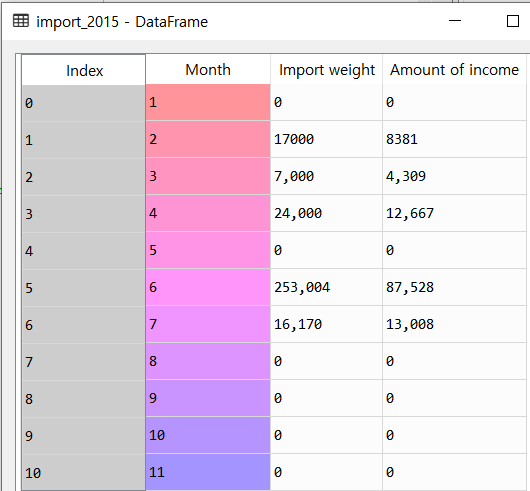 import_2015 - DataFrame
Index Month Import weight Amount of income
0 1 0 0
1 2 17000 8381
2 3 7,000 4,309
3 4 24,000 12,667
4 5 0 0
5 6 253,004 87,528
6 7 16,170 13,008
7 8 0 0
8 9 0 0
9 10 0 0
10 11 0 0